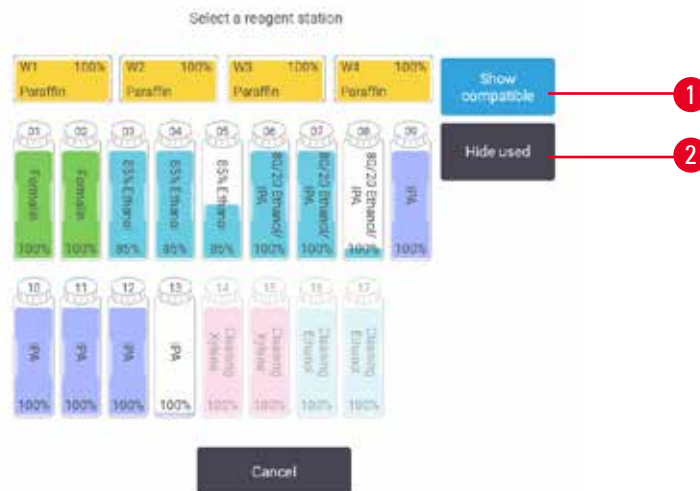 Select a reagent station
W1 100% W2 100% W3 100% W4 100%
Paraffin Paraffin Paraffin Paraffin
Show
compatible
1
Hide used
2
01 02 03 04 05 06 07 08 09
Formalin Formalin 85% Ethanol 85% Ethanol 85% Ethanol 80/20 Ethanol/ IPA 80/20 Ethanol/ IPA 80/20 Ethanol/ IPA IPA
100% 100% 85% 85% 85% 100% 100% 100% 100%
10 11 12 13 14 15 16 17
IPA IPA IPA IPA Cleaning Xylene Cleaning Xylene Cleaning Ethanol Cleaning Ethanol
100% 100% 100% 100% 100% 100% 100% 100%
Cancel